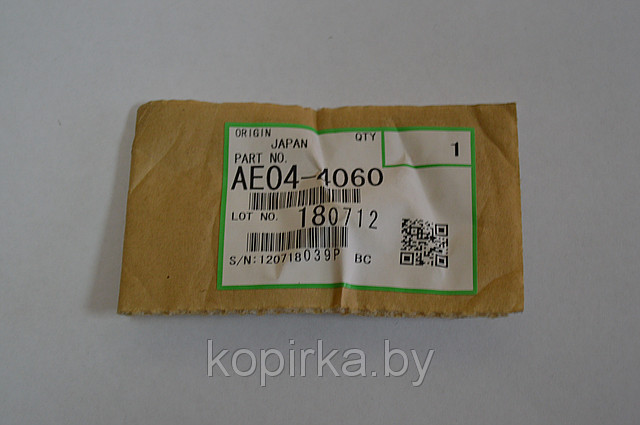 ORIGIN QTY
JAPAN 1
PART NO.
AE04-4060
LOT NO. 180712
S/N:120718039P BC
kopirka.by